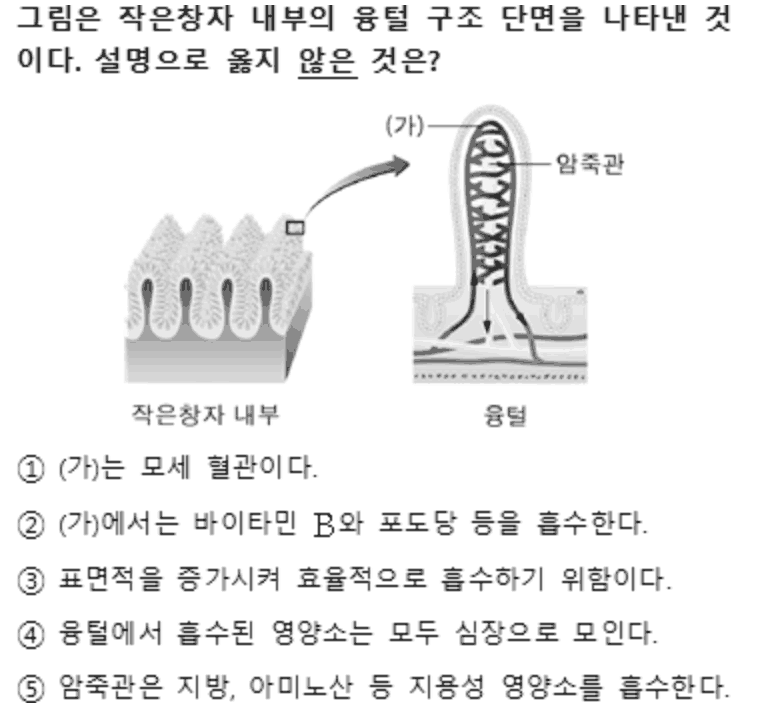 그림은 작은창자 내부의 융털 구조 단면을 나타낸 것
이다. 설명으로 옳지 않은 것은?
(가)
암죽관
작은창자 내부
융털
① (가)는 모세 혈관이다.
② (가)에서는 바이타민 B와 포도당 등을 흡수한다.
③ 표면적을 증가시켜 효율적으로 흡수하기 위함이다.
④ 융털에서 흡수된 영양소는 모두 심장으로 모인다.
⑤ 암죽관은 지방, 아미노산 등 지용성 영양소를 흡수한다.